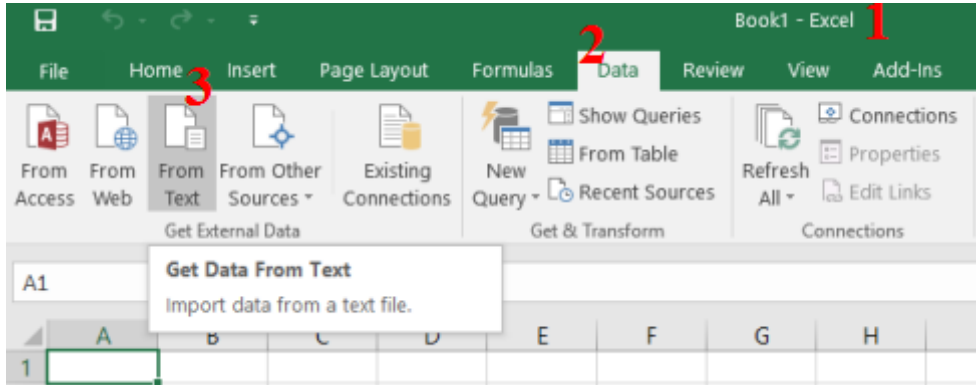 Book1 - Excel 1
2
3
File Home Insert Page Layout Formulas Data Review View Add-Ins
From Access
From Web
From Text
From Other Sources
Existing Connections
New Query
Show Queries
From Table
Recent Sources
Refresh All
Connections
Properties
Edit Links
Get External Data
Get & Transform
Connections
A1
Get Data From Text
Import data from a text file.
A B C D E F G H
1